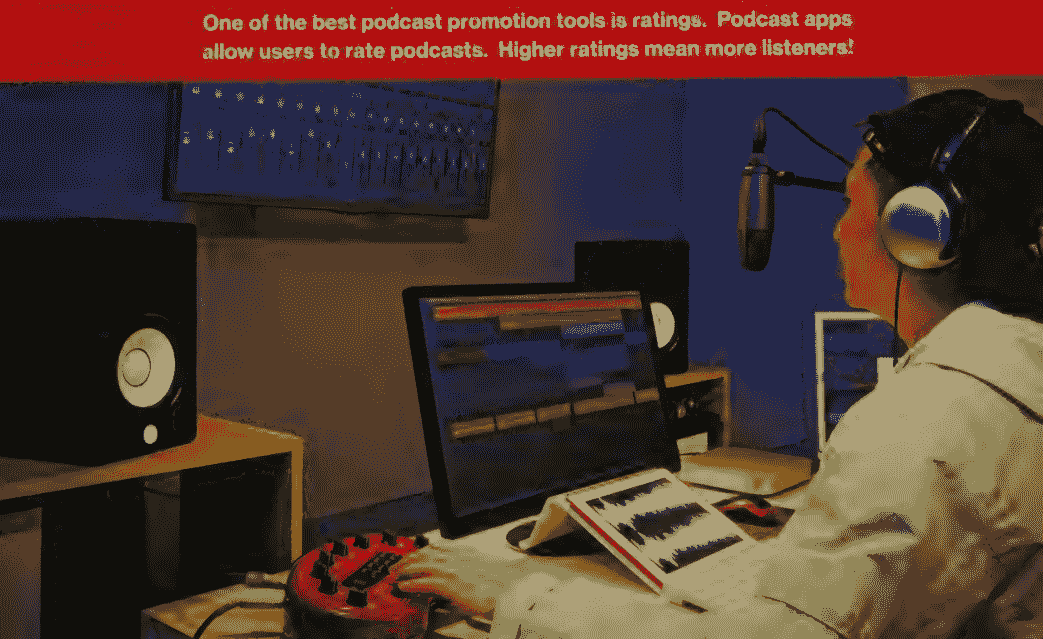 One of the best podcast promotion tools is ratings.  Podcast apps
allow users to rate podcasts.  Higher ratings mean more listeners!